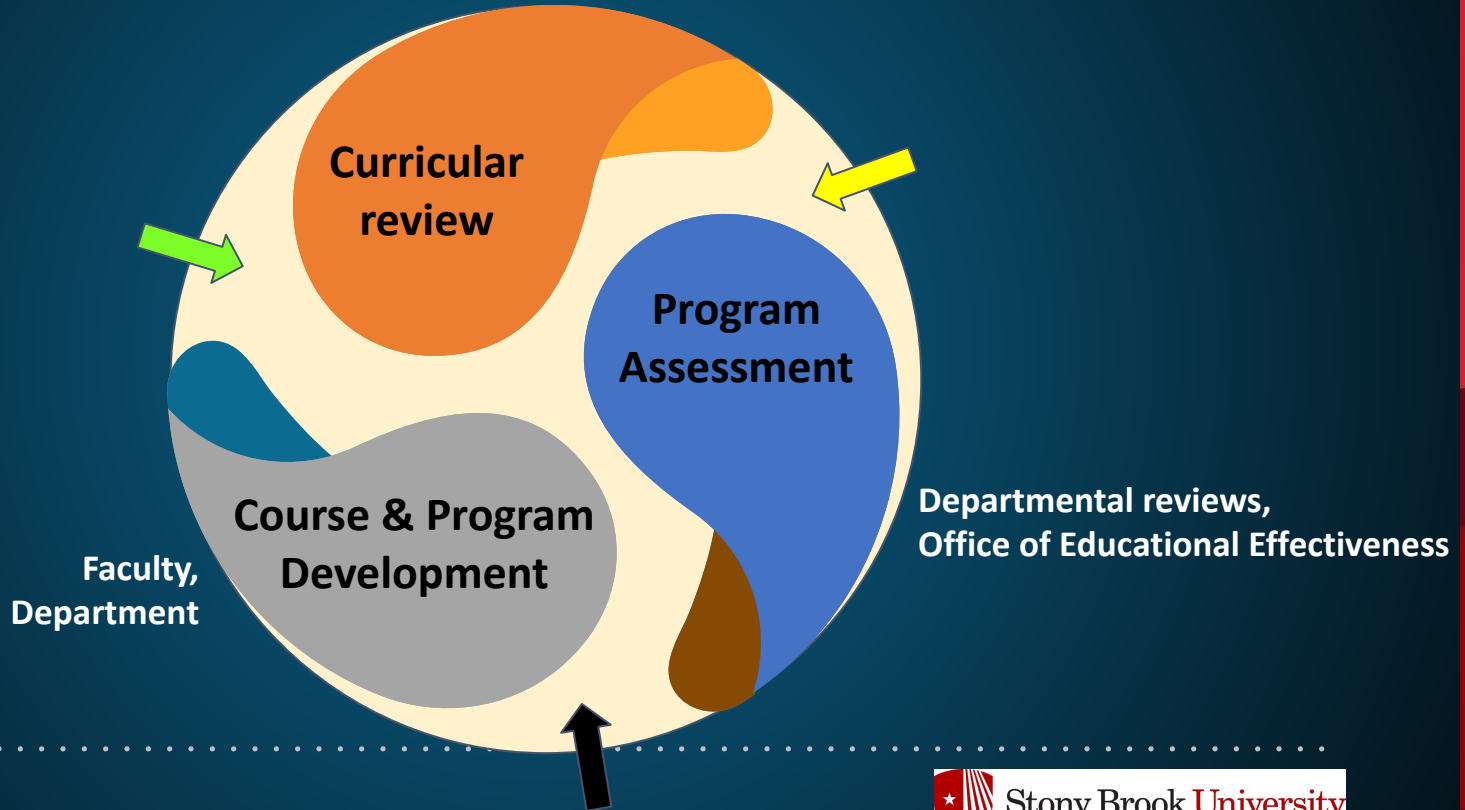 Curricular
review
Program
Assessment
Course & Program
Development
Faculty,
Department
Departmental reviews,
Office of Educational Effectiveness
Stony Brook University